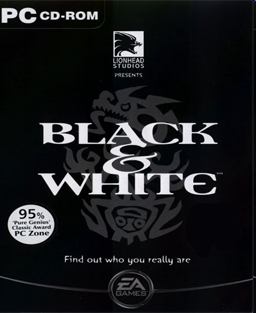 PC CD-ROM
LIONHEAD
STUDIOS
PRESENTS
BLACK
&
WHITE
95%
'Pure Genius'
Classic Award
PC Zone
Find out who you really are
EA
GAMES